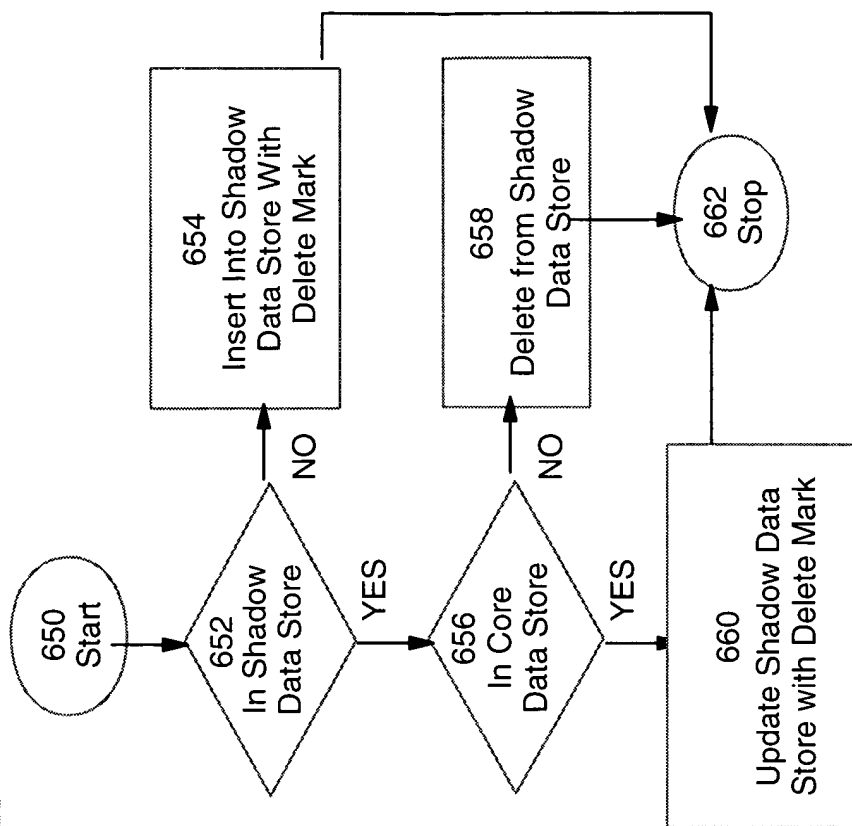 650
Start
652
In Shadow
Data Store
NO
654
Insert Into Shadow
Data Store With
Delete Mark
YES
656
In Core
Data Store
NO
658
Delete from Shadow
Data Store
YES
660
Update Shadow Data
Store with Delete Mark
662
Stop